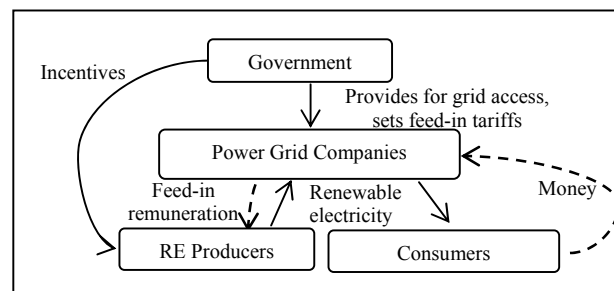 Government
Incentives
Provides for grid access,
sets feed-in tariffs
Power Grid Companies
Feed-in
remuneration
Renewable
electricity
Money
RE Producers
Consumers